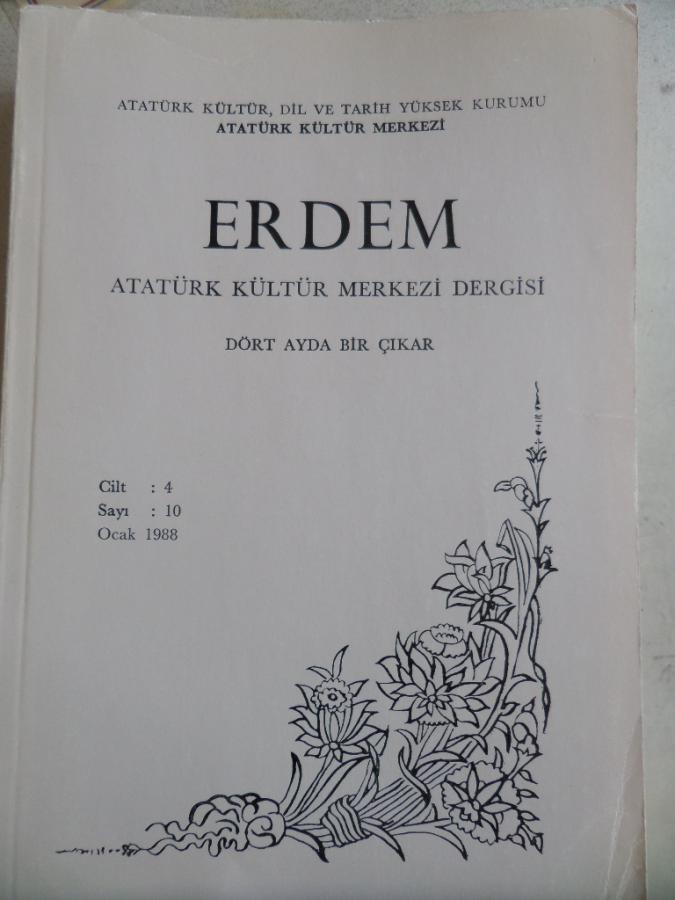 ATATÜRK KÜLTÜR, DİL VE TARİH YÜKSEK KURUMU
ATATÜRK KÜLTÜR MERKEZİ
ERDEM
ATATÜRK KÜLTÜR MERKEZİ DERGİSİ
DÖRT AYDA BİR ÇIKAR
Cilt : 4
Sayı : 10
Ocak 1988